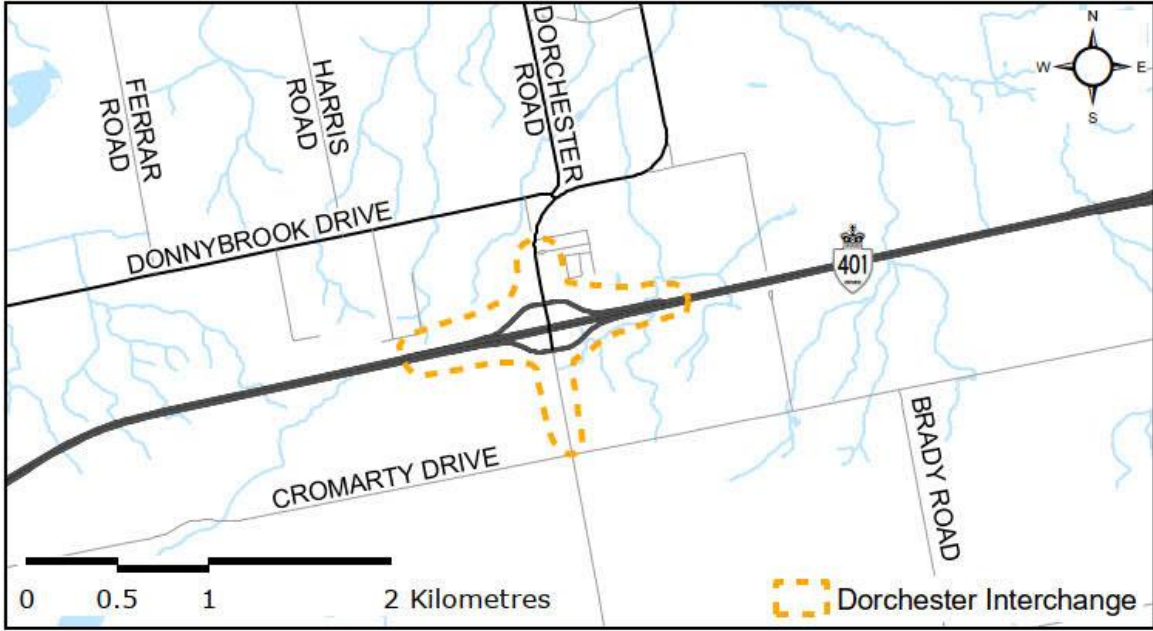 N
W E
S
FERRAR
ROAD
HARRIS
ROAD
DORCHESTER
ROAD
DONNYBROOK DRIVE
401
CROMARTY DRIVE
BRADY ROAD
0 0.5 1 2 Kilometres
Dorchester Interchange